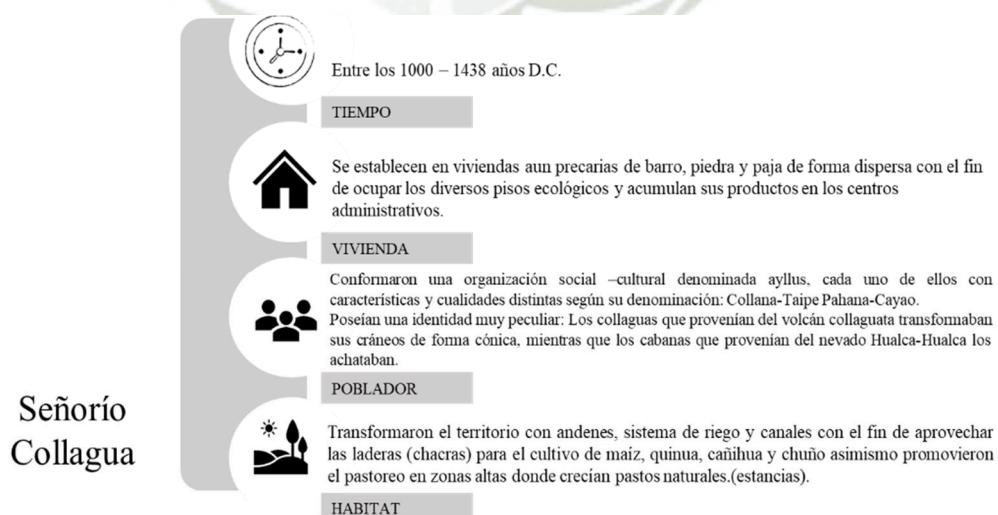 Entre los 1000 – 1438 años D.C.
TIEMPO
Se establecen en viviendas aun precarias de barro, piedra y paja de forma dispersa con el fin
de ocupar los diversos pisos ecológicos y acumulan sus productos en los centros
administrativos.
VIVIENDA
Conformaron una organización social –cultural denominada ayllus, cada uno de ellos con
características y cualidades distintas según su denominación: Collana-Taipe Pahana-Cayao.
Poseían una identidad muy peculiar: Los collaguas que provenían del volcán collaguata transformaban
sus cráneos de forma cónica, mientras que los cabanas que provenían del nevado Hualca-Hualca los
achataban.
POBLADOR
Señorío
Collagua
Transformaron el territorio con andenes, sistema de riego y canales con el fin de aprovechar
las laderas (chacras) para el cultivo de maíz, quinua, cañihua y chuño asimismo promovieron
el pastoreo en zonas altas donde crecían pastos naturales.(estancias).
HABITAT